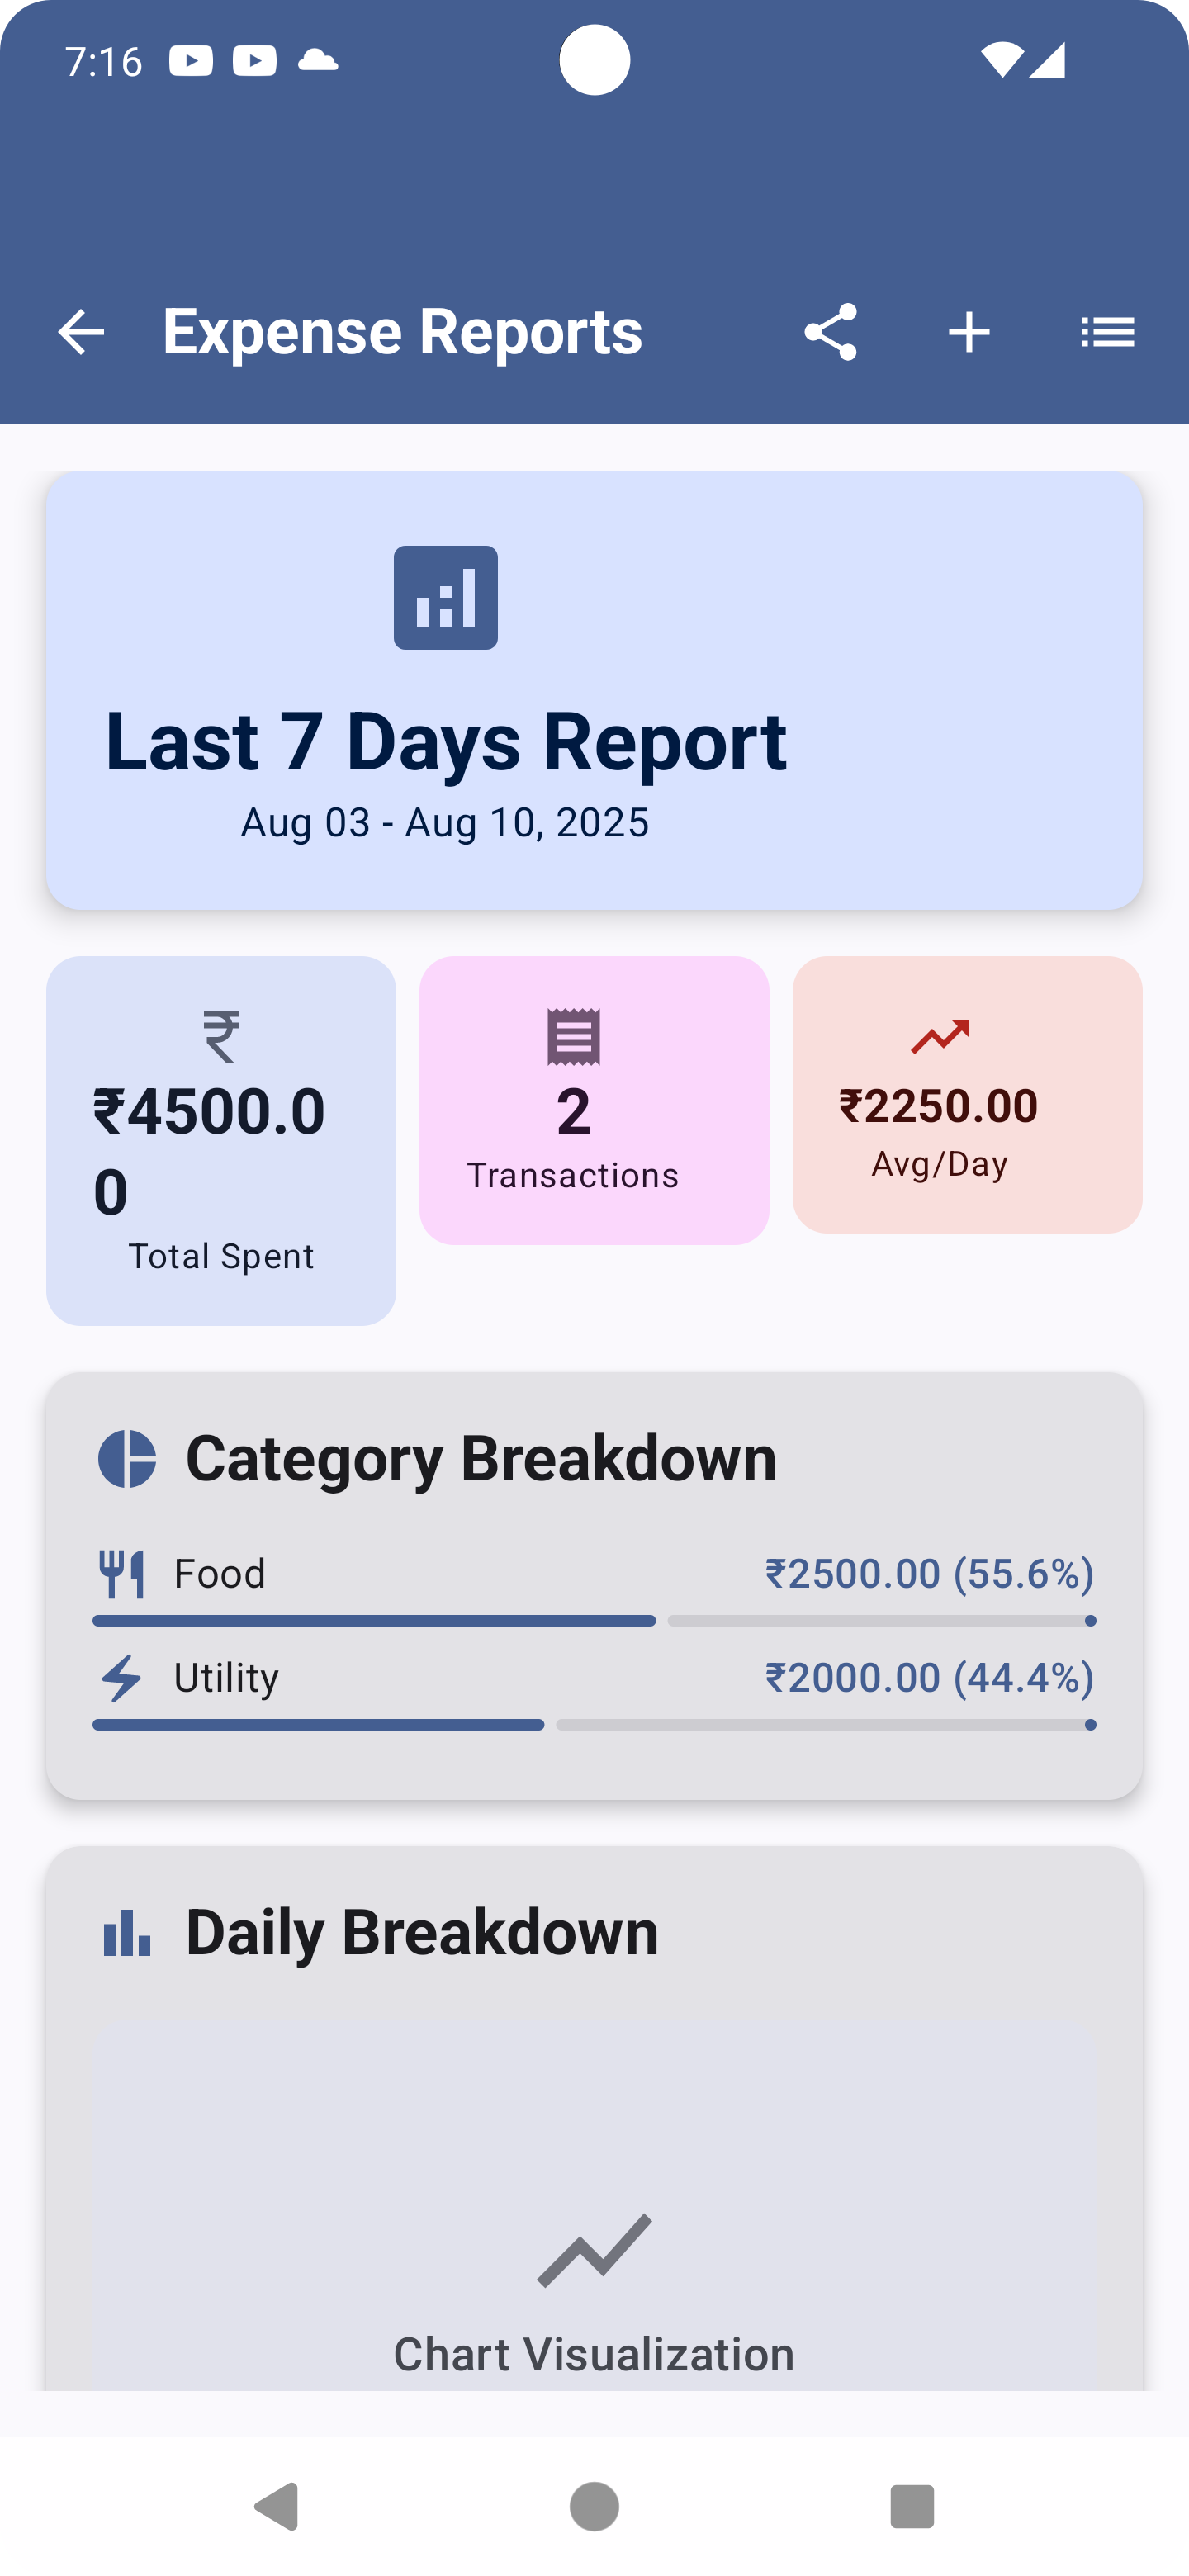 7:16
Expense Reports
Last 7 Days Report
Aug 03 - Aug 10, 2025
₹4500.0
0
Total Spent
2
Transactions
₹2250.00
Avg/Day
Category Breakdown
Food ₹2500.00 (55.6%)
Utility ₹2000.00 (44.4%)
Daily Breakdown
Chart Visualization